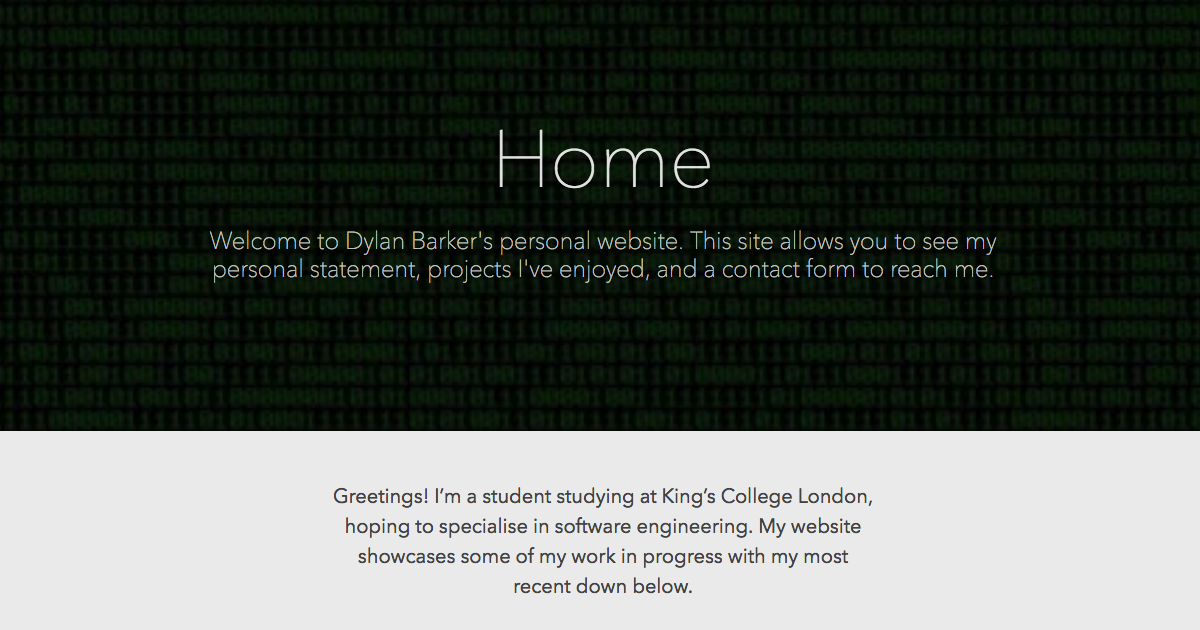 Home
Welcome to Dylan Barker's personal website. This site allows you to see my
personal statement, projects I've enjoyed, and a contact form to reach me.
Greetings! I’m a student studying at King’s College London,
hoping to specialise in software engineering. My website
showcases some of my work in progress with my most
recent down below.